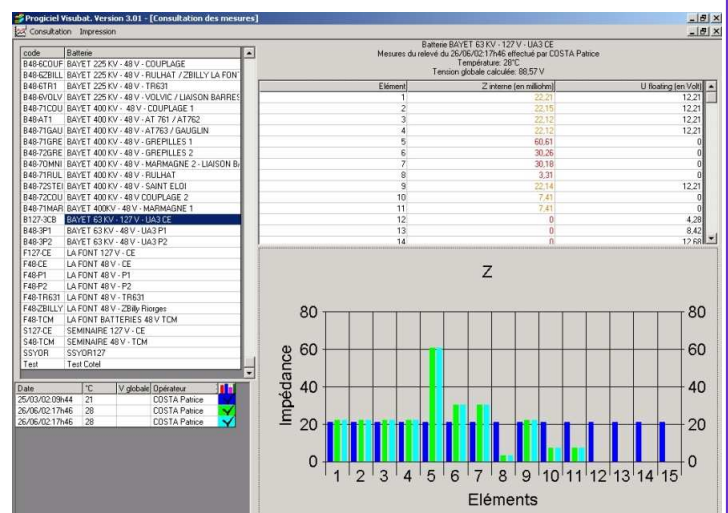 Progiciel Visubat. Version 3.01 - [Consultation des mesures]
Consultation Impression
code Batterie
B48-6COUF BAYET 225 KV - 48 V - COUPLAGE
B48-6ZBILL BAYET 225 KV - 48 V - RULHAT / ZBILLY LA FON
B48-6TR1 BAYET 225 KV - 48 V - TR631
B48-6VOLV BAYET 225 KV - 48 V - VOLVIC / LIAISON BARRES
B48-71COU BAYET 400 KV - 48 V - COUPLAGE 1
B48-AT1 BAYET 400 KV - 48 V - AT 761 / AT762
B48-71GAU BAYET 400 KV - 48 V - AT763 / GAUGLIN
B48-71GRE BAYET 400 KV - 48 V - GREPILLES 1
B48-72GRE BAYET 400 KV - 48 V - GREPILLES 2
B48-70MNI BAYET 400 KV - 48 V - MARMAGNE 2 - LIAISON B
B48-71RUL BAYET 400 KV - 48 V - RULHAT
B48-72STEI BAYET 400 KV - 48 V - SAINT ELOI
B48-72COU BAYET 400 KV - 48 V COUPLAGE 2
B48-71MAR BAYET 400KV - 48 V - MARMAGNE 1
B127-3CB BAYET 63 KV - 127 V - UA3 CE
B48-3P1 BAYET 63 KV - 48 V - UA3 P1
B48-3P2 BAYET 63 KV - 48 V - UA3 P2
F127-CE LA FONT 127 V - CE
F48-CE LA FONT 48 V - CE
F48-P1 LA FONT 48 V - P1
F48-P2 LA FONT 48 V - P2
F48-TR631 LA FONT 48 V - TR631
F48-ZBILLY LA FONT 48 V - ZBilly Riorges
F48-TCM LA FONT BATTERIES 48 V TCM
S127-CE SEMINAIRE 127 V - CE
S48-TCM SEMINAIRE 48 V - TCM
SSYOR SSYOR127
Test Test Cotel
Date °C V globale Opérateur
25/03/02 09h44 21 COSTA Patrice
26/06/02 17h46 28 COSTA Patrice
26/06/02 17h46 28 COSTA Patrice
Batterie BAYET 63 KV - 127 V - UA3 CE
Mesures du relevé du 26/06/02:17h46 effectué par COSTA Patrice
Température: 28°C
Tension globale calculée: 88,57 V
Elément Z interne (en milliohm) U floating (en Volt)
1 22,21 12,21
2 22,15 12,21
3 22,12 12,21
4 22,12 12,21
5 60,61 0
6 30,26 0
7 30,18 0
8 3,31 0
9 22,14 12,21
10 7,41 0
11 7,41 0
12 0 4,28
13 0 8,42
14 0 12,68
Z
80 80
60 60
40 40
20 20
0 0
Impédance
1 2 3 4 5 6 7 8 9 10 11 12 13 14 15
Eléments